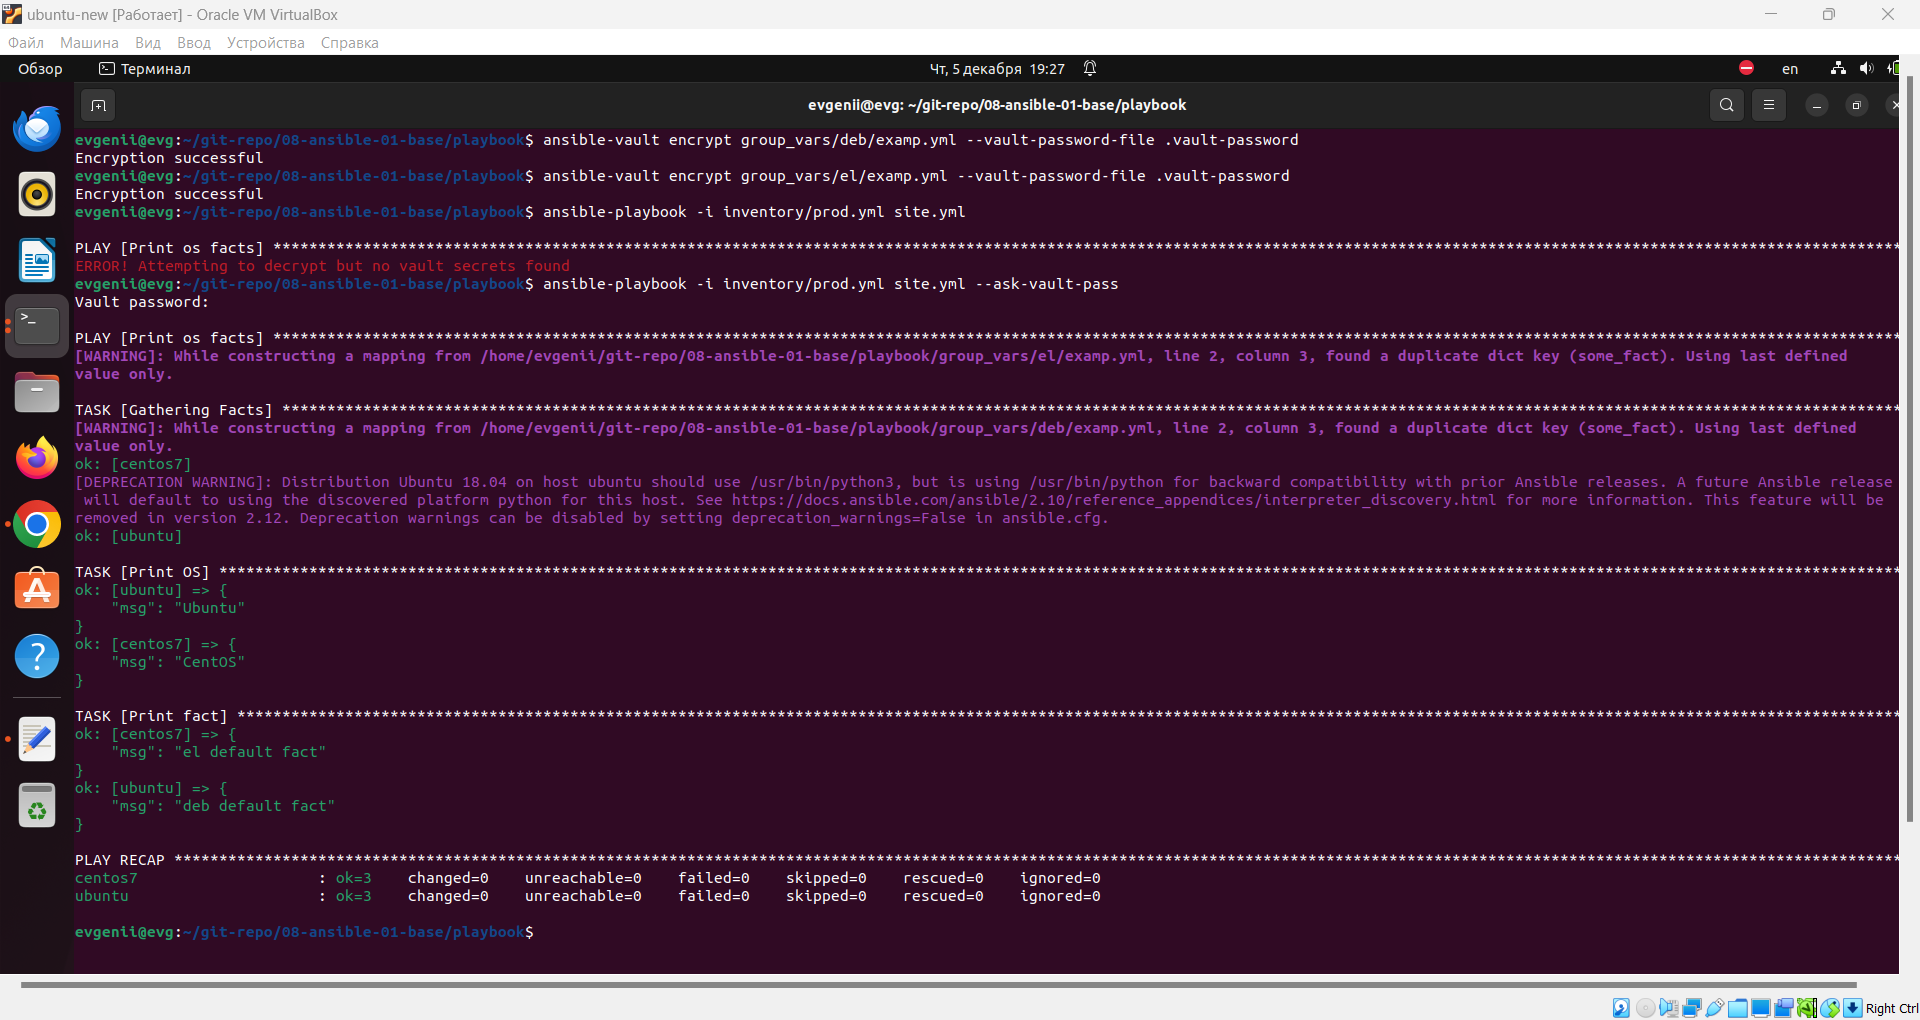 ubuntu-new [Работает] - Oracle VM VirtualBox
Файл Машина Вид Ввод Устройства Справка
Обзор Терминал Чт, 5 декабря 19:27 en
evgenii@evg: ~/git-repo/08-ansible-01-base/playbook
evgenii@evg:~/git-repo/08-ansible-01-base/playbook$ ansible-vault encrypt group_vars/deb/examp.yml --vault-password-file .vault-password
Encryption successful
evgenii@evg:~/git-repo/08-ansible-01-base/playbook$ ansible-vault encrypt group_vars/el/examp.yml --vault-password-file .vault-password
Encryption successful
evgenii@evg:~/git-repo/08-ansible-01-base/playbook$ ansible-playbook -i inventory/prod.yml site.yml
PLAY [Print os facts] ****************************************************************************************************************************************************************************************
ERROR! Attempting to decrypt but no vault secrets found
evgenii@evg:~/git-repo/08-ansible-01-base/playbook$ ansible-playbook -i inventory/prod.yml site.yml --ask-vault-pass
Vault password:
PLAY [Print os facts] ****************************************************************************************************************************************************************************************
[WARNING]: While constructing a mapping from /home/evgenii/git-repo/08-ansible-01-base/playbook/group_vars/el/examp.yml, line 2, column 3, found a duplicate dict key (some_fact). Using last defined
value only.
TASK [Gathering Facts] ***************************************************************************************************************************************************************************************
[WARNING]: While constructing a mapping from /home/evgenii/git-repo/08-ansible-01-base/playbook/group_vars/deb/examp.yml, line 2, column 3, found a duplicate dict key (some_fact). Using last defined
value only.
ok: [centos7]
[DEPRECATION WARNING]: Distribution Ubuntu 18.04 on host ubuntu should use /usr/bin/python3, but is using /usr/bin/python for backward compatibility with prior Ansible releases. A future Ansible release
will default to using the discovered platform python for this host. See https://docs.ansible.com/ansible/2.10/reference_appendices/interpreter_discovery.html for more information. This feature will be
removed in version 2.12. Deprecation warnings can be disabled by setting deprecation_warnings=False in ansible.cfg.
ok: [ubuntu]
TASK [Print OS] **********************************************************************************************************************************************************************************************
ok: [ubuntu] => {
"msg": "Ubuntu"
}
ok: [centos7] => {
"msg": "CentOS"
}
TASK [Print fact] ********************************************************************************************************************************************************************************************
ok: [centos7] => {
"msg": "el default fact"
}
ok: [ubuntu] => {
"msg": "deb default fact"
}
PLAY RECAP ***************************************************************************************************************************************************************************************************
centos7 : ok=3 changed=0 unreachable=0 failed=0 skipped=0 rescued=0 ignored=0
ubuntu : ok=3 changed=0 unreachable=0 failed=0 skipped=0 rescued=0 ignored=0
evgenii@evg:~/git-repo/08-ansible-01-base/playbook$
Right Ctrl